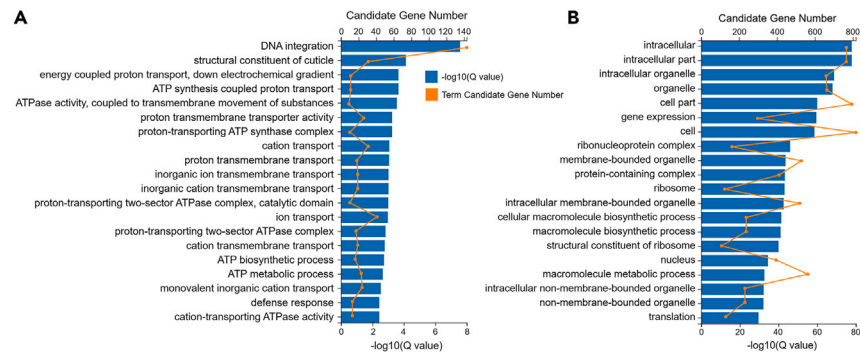 A
Candidate Gene Number
0 20 40 60 80 100 120 140
DNA integration
structural constituent of cuticle
energy coupled proton transport, down electrochemical gradient
ATP synthesis coupled proton transport
ATPase activity, coupled to transmembrane movement of substances
proton transmembrane transporter activity
proton-transporting ATP synthase complex
cation transport
proton transmembrane transport
inorganic ion transmembrane transport
inorganic cation transmembrane transport
proton-transporting two-sector ATPase complex, catalytic domain
ion transport
proton-transporting two-sector ATPase complex
cation transmembrane transport
ATP biosynthetic process
ATP metabolic process
monovalent inorganic cation transport
defense response
cation-transporting ATPase activity
0 2 4 6 8
-log10(Q value)
-log10(Q value)
Term Candidate Gene Number
B
Candidate Gene Number
0 100 200 300 400 500 600 700 800
intracellular
intracellular part
intracellular organelle
organelle
cell part
gene expression
cell
ribonucleoprotein complex
membrane-bounded organelle
protein-containing complex
ribosome
intracellular membrane-bounded organelle
cellular macromolecule biosynthetic process
macromolecule biosynthetic process
structural constituent of ribosome
nucleus
macromolecule metabolic process
intracellular non-membrane-bounded organelle
non-membrane-bounded organelle
translation
0 20 40 60 80
-log10(Q value)